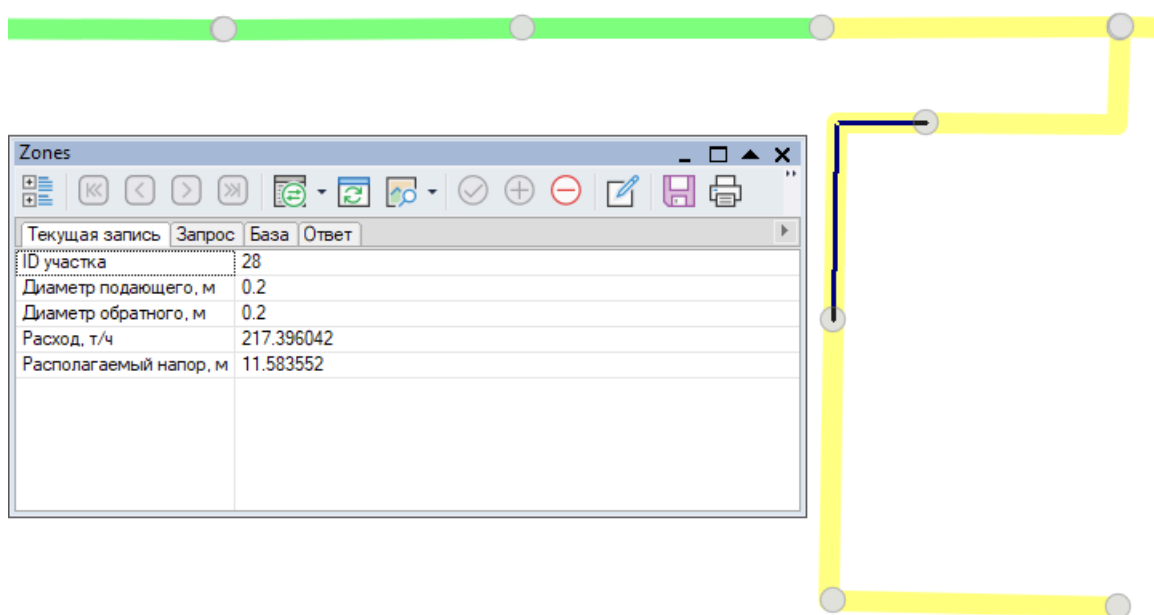 Zones
Текущая запись Запрос База Ответ
ID участка 28
Диаметр подающего, м 0.2
Диаметр обратного, м 0.2
Расход, т/ч 217.396042
Располагаемый напор, м 11.583552